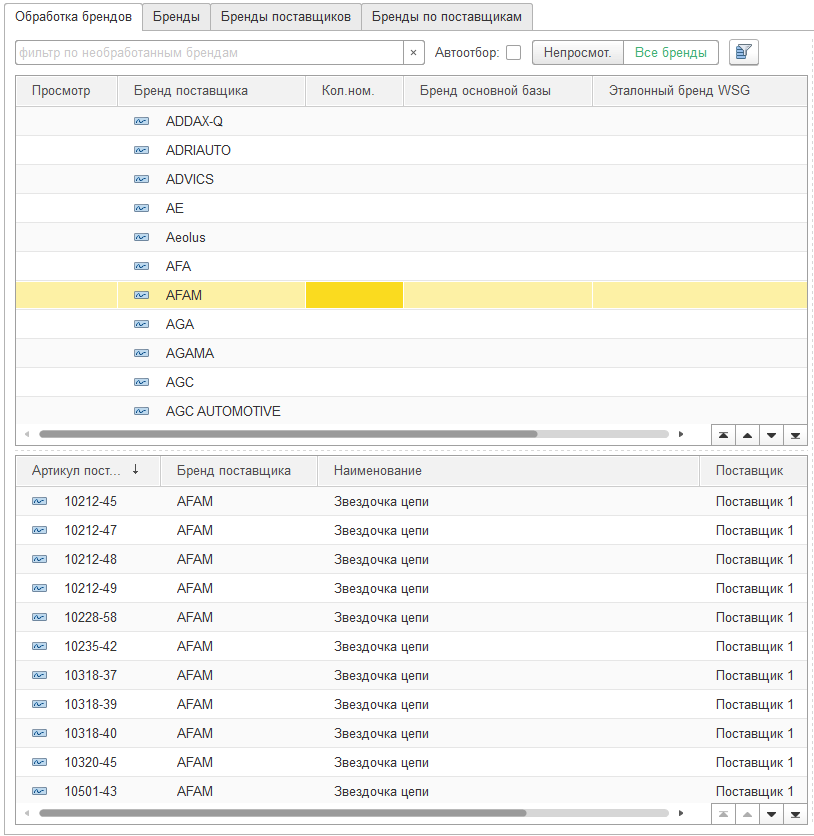 Обработка брендов Бренды Бренды поставщиков Бренды по поставщикам
фильтр по необработанным брендам × Автоотбор: Непросмот. Все бренды
Просмотр Бренд поставщика Кол.ном. Бренд основной базы Эталонный бренд WSG
ADDAX-Q
ADRIAUTO
ADVICS
AE
Aeolus
AFA
AFAM
AGA
AGAMA
AGC
AGC AUTOMOTIVE
Артикул пост... ↓ Бренд поставщика Наименование Поставщик
10212-45 AFAM Звездочка цепи Поставщик 1
10212-47 AFAM Звездочка цепи Поставщик 1
10212-48 AFAM Звездочка цепи Поставщик 1
10212-49 AFAM Звездочка цепи Поставщик 1
10228-58 AFAM Звездочка цепи Поставщик 1
10235-42 AFAM Звездочка цепи Поставщик 1
10318-37 AFAM Звездочка цепи Поставщик 1
10318-39 AFAM Звездочка цепи Поставщик 1
10318-40 AFAM Звездочка цепи Поставщик 1
10320-45 AFAM Звездочка цепи Поставщик 1
10501-43 AFAM Звездочка цепи Поставщик 1